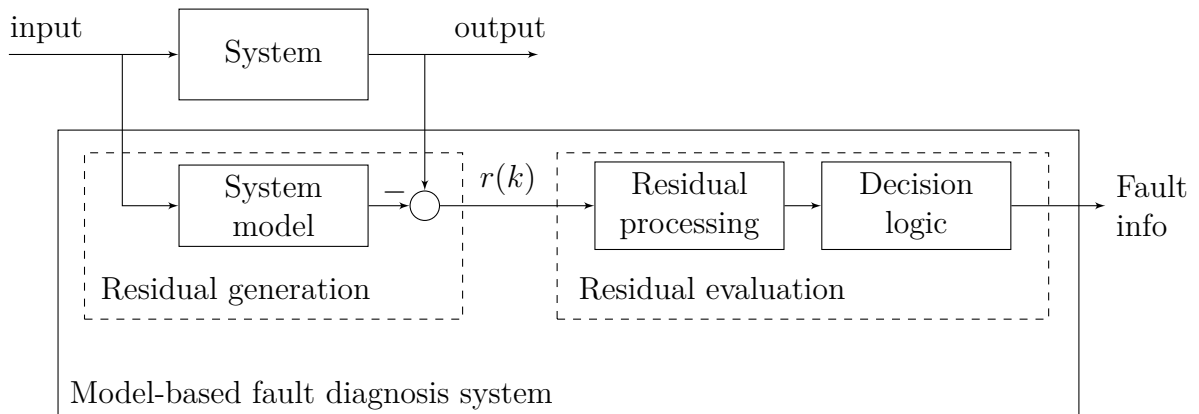 input
System
output
System
model
−
r(k)
Residual
processing
Decision
logic
Fault
info
Residual generation
Residual evaluation
Model-based fault diagnosis system